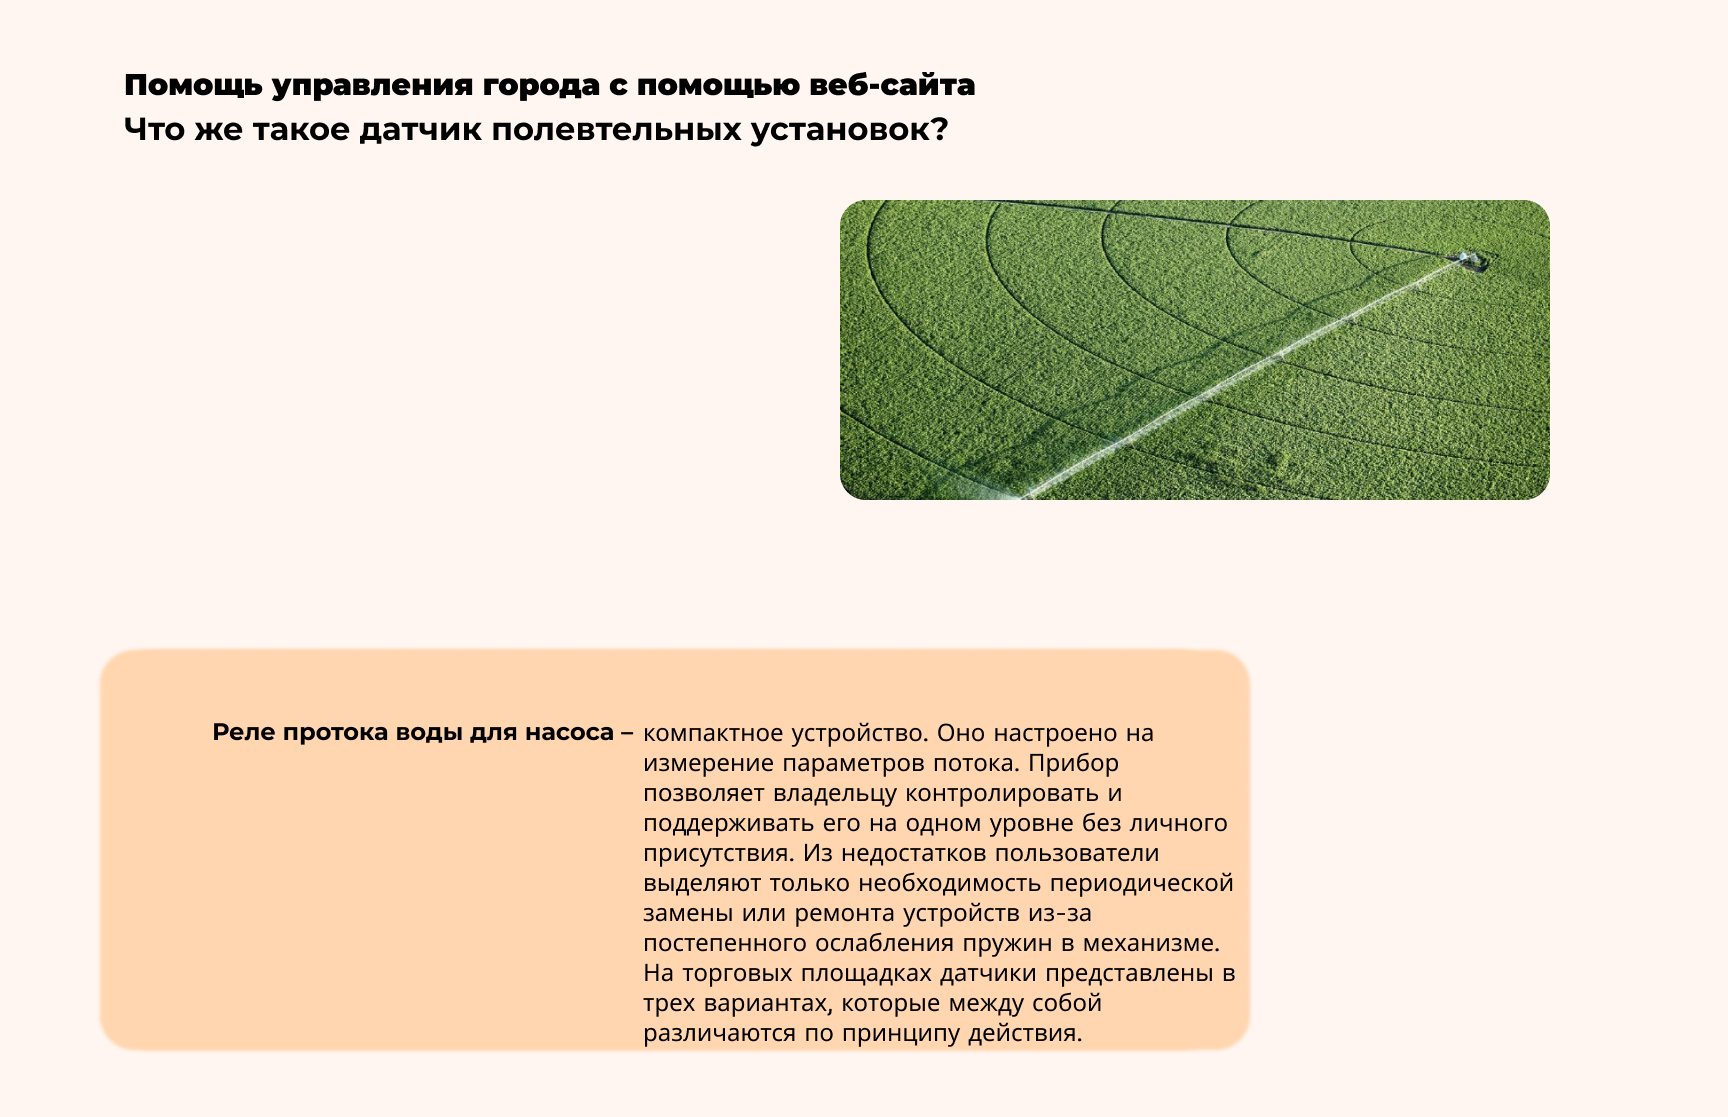 Помощь управления города с помощью веб-сайта
Что же такое датчик полевтельных установок?
Реле протока воды для насоса – компактное устройство. Оно настроено на
измерение параметров потока. Прибор
позволяет владельцу контролировать и
поддерживать его на одном уровне без личного
присутствия. Из недостатков пользователи
выделяют только необходимость периодической
замены или ремонта устройств из-за
постепенного ослабления пружин в механизме.
На торговых площадках датчики представлены в
трех вариантах, которые между собой
различаются по принципу действия.